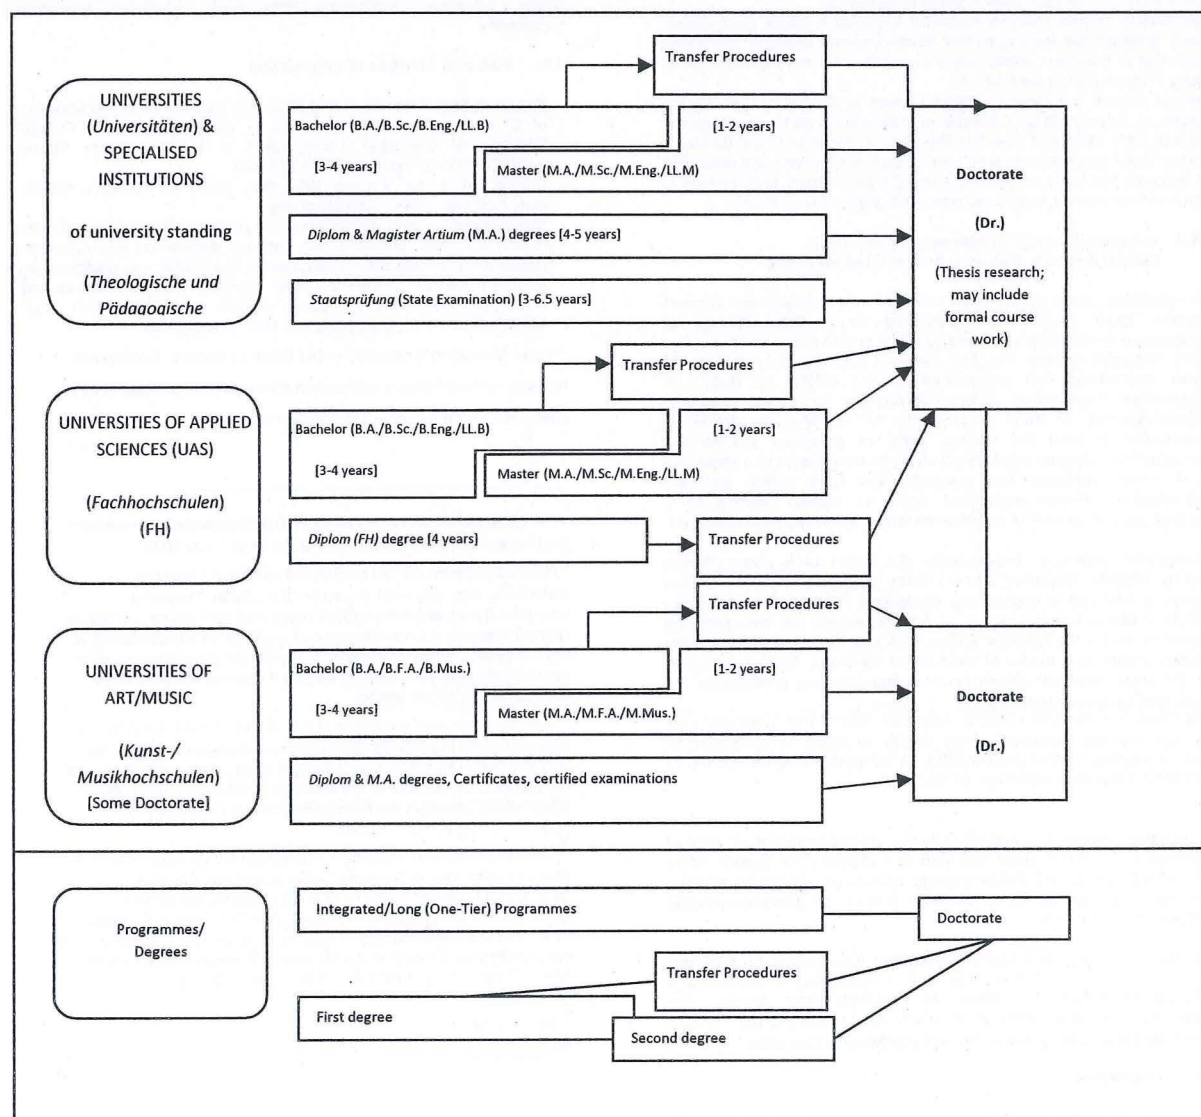 UNIVERSITIES
(Universitäten) &
SPECIALISED
INSTITUTIONS
of university standing
(Theologische und
Pädagogische
Transfer Procedures
Bachelor (B.A./B.Sc./B.Eng./LL.B)
[3-4 years]
[1-2 years]
Master (M.A./M.Sc./M.Eng./LL.M)
Diplom & Magister Artium (M.A.) degrees [4-5 years]
Staatsprüfung (State Examination) [3-6.5 years]
Doctorate
(Dr.)
(Thesis research;
may include
formal course
work)
UNIVERSITIES OF APPLIED
SCIENCES (UAS)
(Fachhochschulen)
(FH)
Transfer Procedures
Bachelor (B.A./B.Sc./B.Eng./LL.B)
[3-4 years]
[1-2 years]
Master (M.A./M.Sc./M.Eng./LL.M)
Diplom (FH) degree [4 years]
Transfer Procedures
UNIVERSITIES OF
ART/MUSIC
(Kunst-/
Musikhochschulen)
[Some Doctorate]
Transfer Procedures
Bachelor (B.A./B.F.A./B.Mus.)
[3-4 years]
[1-2 years]
Master (M.A./M.F.A./M.Mus.)
Diplom & M.A. degrees, Certificates, certified examinations
Doctorate
(Dr.)
Programmes/
Degrees
Integrated/Long (One-Tier) Programmes
Doctorate
Transfer Procedures
First degree
Second degree